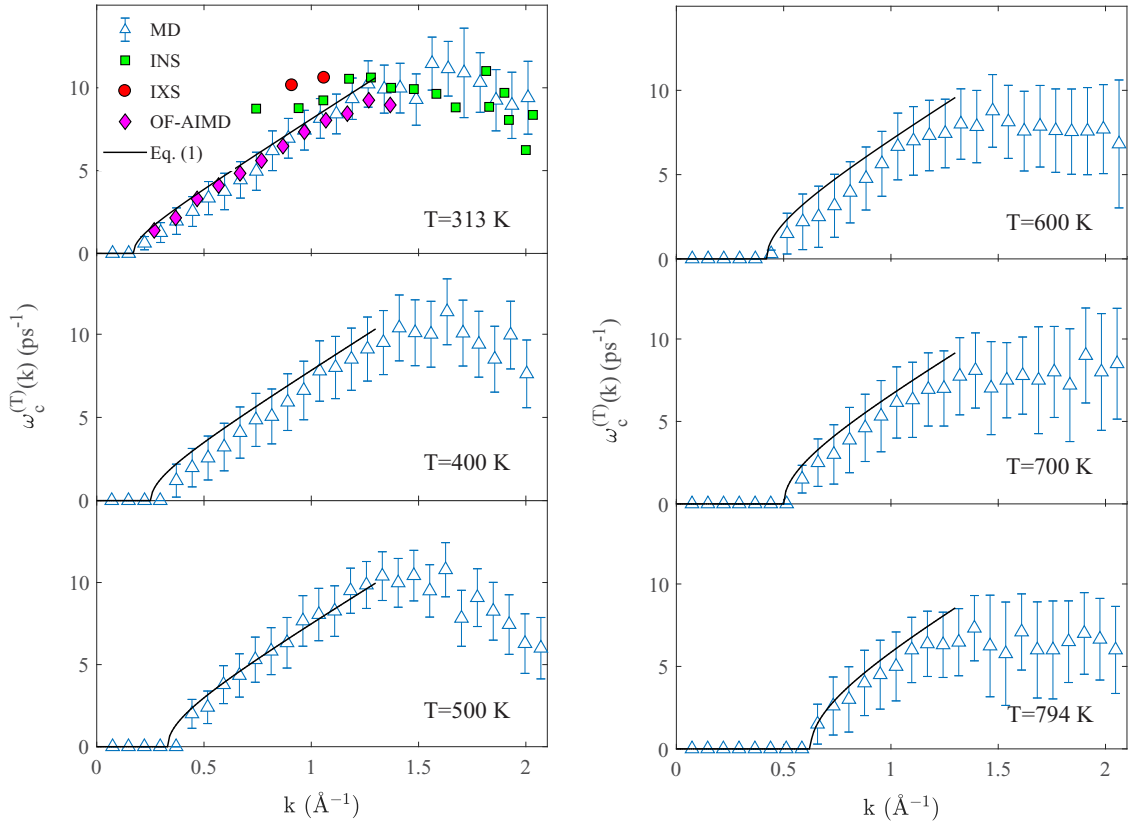 MD
INS
IXS
OF-AIMD
Eq. (1)
10
5
0
T=313 K
10
5
0
T=400 K
10
5
0
T=500 K
0
0.5
1
1.5
2
k (Å⁻¹)
ω_c^(T)(k) (ps⁻¹)
10
5
0
T=600 K
10
5
0
T=700 K
10
5
0
T=794 K
0
0.5
1
1.5
2
k (Å⁻¹)
ω_c^(T)(k) (ps⁻¹)